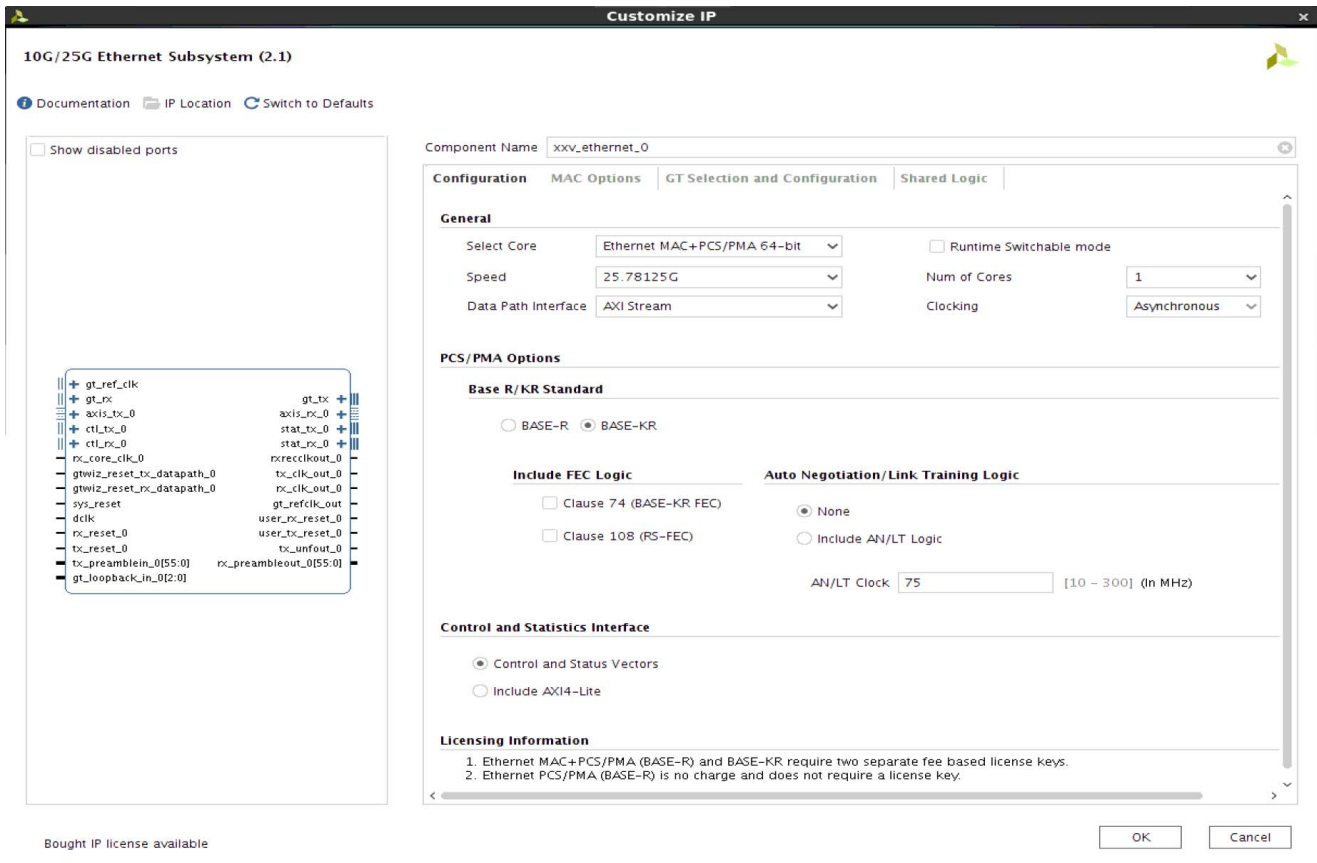 Customize IP
10G/25G Ethernet Subsystem (2.1)
Documentation IP Location Switch to Defaults
Show disabled ports
gt_ref_clk
gt_rx gt_tx
axis_tx_0 axis_rx_0
ctl_tx_0 stat_tx_0
ctl_rx_0 stat_rx_0
rx_core_clk_0 rxrecclkout_0
gtwiz_reset_tx_datapath_0 tx_clk_out_0
gtwiz_reset_rx_datapath_0 rx_clk_out_0
sys_reset gt_refclk_out
dclk user_rx_reset_0
rx_reset_0 user_tx_reset_0
tx_reset_0 tx_unfout_0
tx_preamblein_0[55:0] rx_preambleout_0[55:0]
gt_loopback_in_0[2:0]
Component Name xxv_ethernet_0
Configuration MAC Options GT Selection and Configuration Shared Logic
General
Select Core Ethernet MAC+PCS/PMA 64-bit Runtime Switchable mode
Speed 25.78125G Num of Cores 1
Data Path Interface AXI Stream Clocking Asynchronous
PCS/PMA Options
Base R/KR Standard
BASE-R BASE-KR
Include FEC Logic Auto Negotiation/Link Training Logic
Clause 74 (BASE-KR FEC) None
Clause 108 (RS-FEC) Include AN/LT Logic
AN/LT Clock 75 [10 - 300] (In MHz)
Control and Statistics Interface
Control and Status Vectors
Include AXI4-Lite
Licensing Information
1. Ethernet MAC+PCS/PMA (BASE-R) and BASE-KR require two separate fee based license keys.
2. Ethernet PCS/PMA (BASE-R) is no charge and does not require a license key.
Bought IP license available
OK Cancel